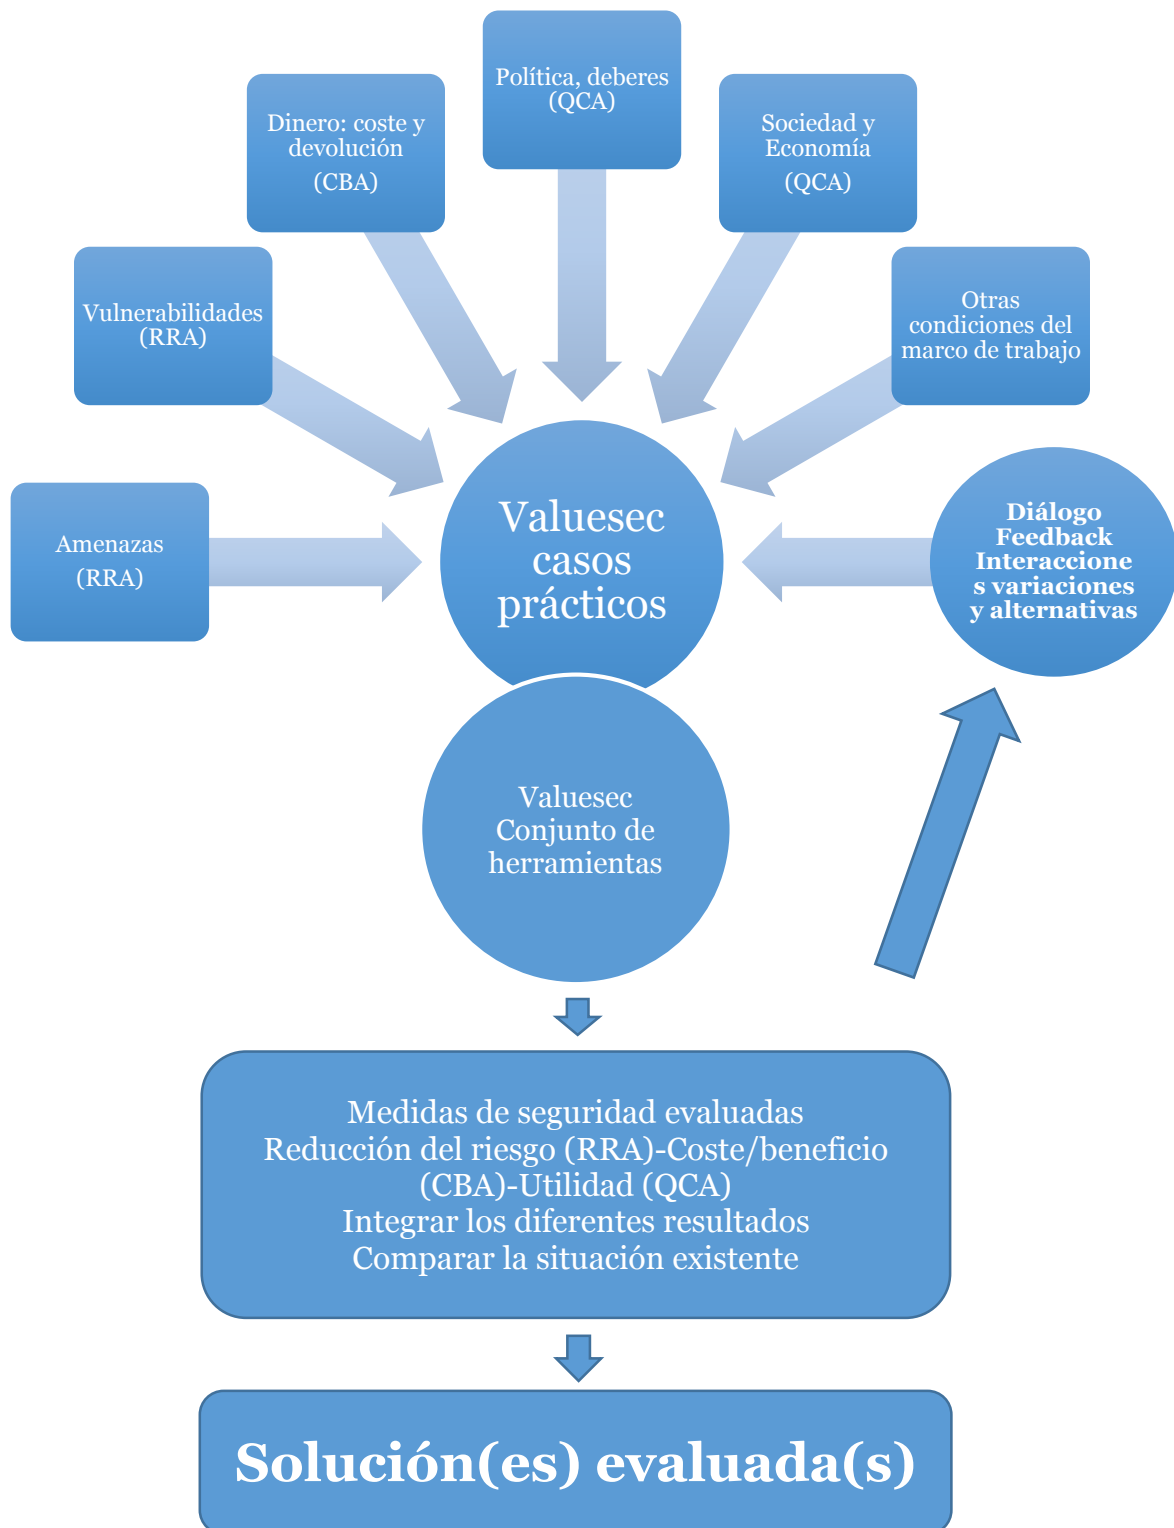 Política, deberes
(QCA)
Dinero: coste y
devolución
(CBA)
Sociedad y
Economía
(QCA)
Vulnerabilidades
(RRA)
Otras
condiciones del
marco de trabajo
Amenazas
(RRA)
Valuesec
casos
prácticos
Diálogo
Feedback
Interaccione
s variaciones
y alternativas
Valuesec
Conjunto de
herramientas
Medidas de seguridad evaluadas
Reducción del riesgo (RRA)-Coste/beneficio
(CBA)-Utilidad (QCA)
Integrar los diferentes resultados
Comparar la situación existente
Solución(es) evaluada(s)